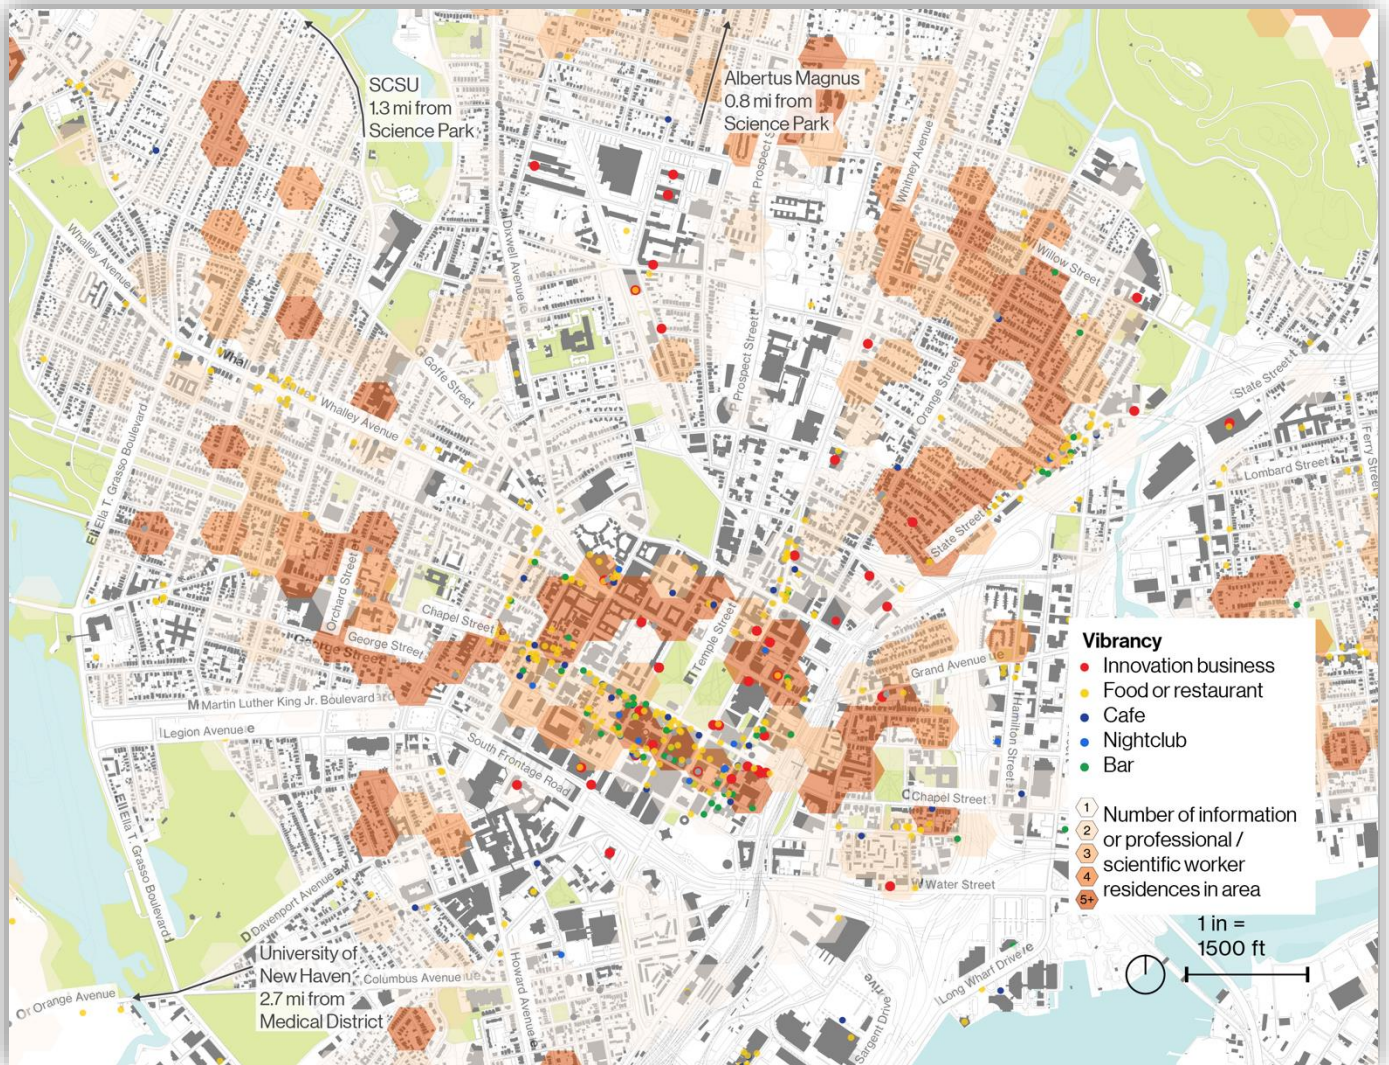 SCSU
1.3 mi from
Science Park
Albertus Magnus
0.8 mi from
Science Park
Prospect S
Whitney Avenue
Dixwell Avenue
Whalley Avenue
Willow Street
Goffe Street
Prospect Street
Orange Street
State Street
Whalley Avenue
Ella T. Grasso Boulevard
Lombard Street
Ferry Street
State Street
Orchard Street
Chapel Street
George Street
George Street
Temple Street
Grand Avenue
Martin Luther King Jr. Boulevard
Legion Avenue
South Frontage Road
Hamilton Street
Chapel Street
Ella T. Grasso Boulevard
Davenport Avenue
Water Street
Vibrancy
Innovation business
Food or restaurant
Cafe
Nightclub
Bar
1
2
3
4
5+
Number of information
or professional /
scientific worker
residences in area
1 in =
1500 ft
University of
New Haven
2.7 mi from
Medical District
Columbus Avenue
Howard Avenue
Orange Avenue
Long Wharf Drive
Sargent Drive